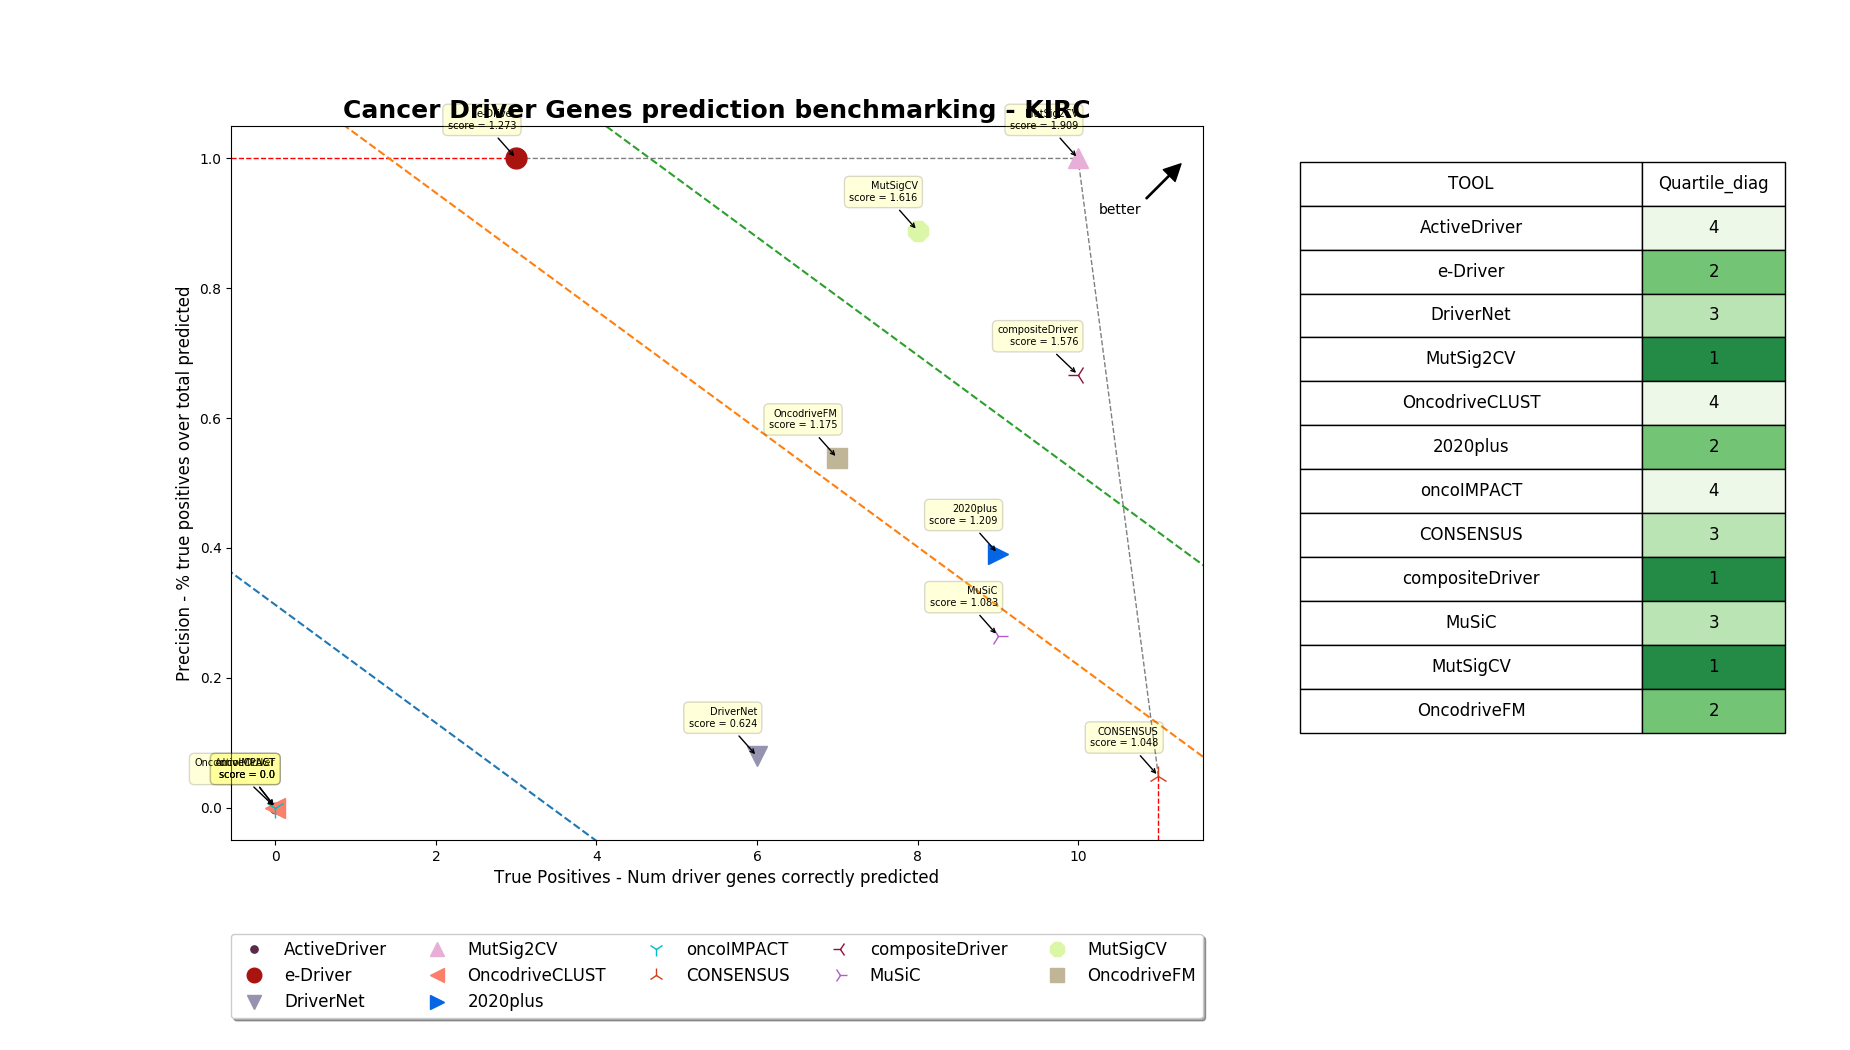 Cancer Driver Genes prediction benchmarking - KIRC
e-Driver
score = 1.273
MutSig2CV
score = 1.909
MutSigCV
score = 1.616
better
compositeDriver
score = 1.576
OncodriveFM
score = 1.175
2020plus
score = 1.209
MuSiC
score = 1.083
DriverNet
score = 0.624
CONSENSUS
score = 1.048
score = 0.0
Precision - % true positives over total predicted
1.0
0.8
0.6
0.4
0.2
0.0
0 2 4 6 8 10
True Positives - Num driver genes correctly predicted
ActiveDriver MutSig2CV oncoIMPACT compositeDriver MutSigCV
e-Driver OncodriveCLUST CONSENSUS MuSiC OncodriveFM
DriverNet 2020plus
TOOL Quartile_diag
ActiveDriver 4
e-Driver 2
DriverNet 3
MutSig2CV 1
OncodriveCLUST 4
2020plus 2
oncoIMPACT 4
CONSENSUS 3
compositeDriver 1
MuSiC 3
MutSigCV 1
OncodriveFM 2